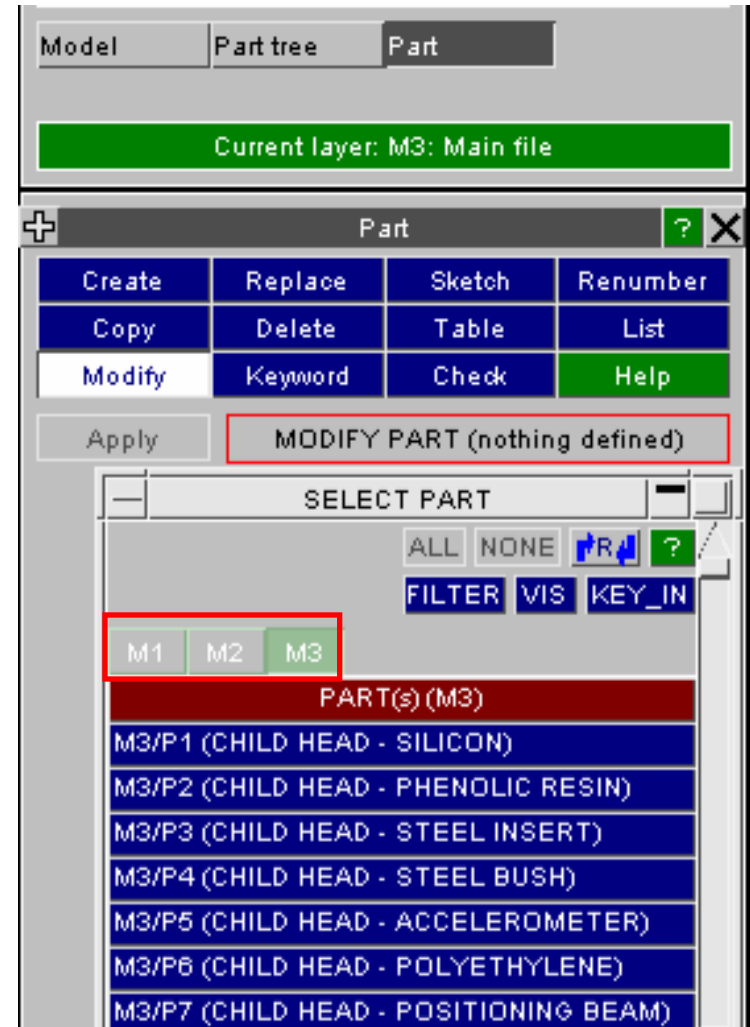 Model Part tree Part
Current layer: M3: Main file
Part ? X
Create Replace Sketch Renumber
Copy Delete Table List
Modify Keyword Check Help
Apply MODIFY PART (nothing defined)
SELECT PART
ALL NONE R ?
FILTER VIS KEY_IN
M1 M2 M3
PART(s) (M3)
M3/P1 (CHILD HEAD - SILICON)
M3/P2 (CHILD HEAD - PHENOLIC RESIN)
M3/P3 (CHILD HEAD - STEEL INSERT)
M3/P4 (CHILD HEAD - STEEL BUSH)
M3/P5 (CHILD HEAD - ACCELEROMETER)
M3/P6 (CHILD HEAD - POLYETHYLENE)
M3/P7 (CHILD HEAD - POSITIONING BEAM)